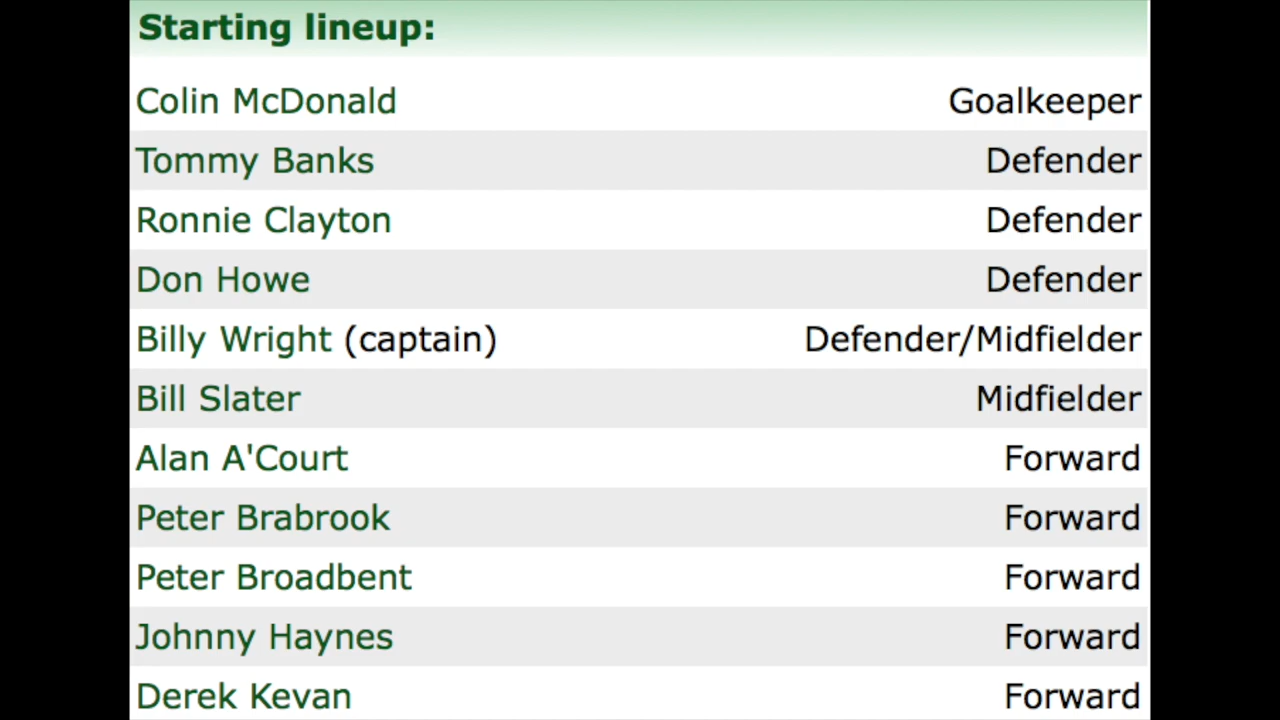 Starting lineup:
Colin McDonald Goalkeeper
Tommy Banks Defender
Ronnie Clayton Defender
Don Howe Defender
Billy Wright (captain) Defender/Midfielder
Bill Slater Midfielder
Alan A'Court Forward
Peter Brabrook Forward
Peter Broadbent Forward
Johnny Haynes Forward
Derek Kevan Forward